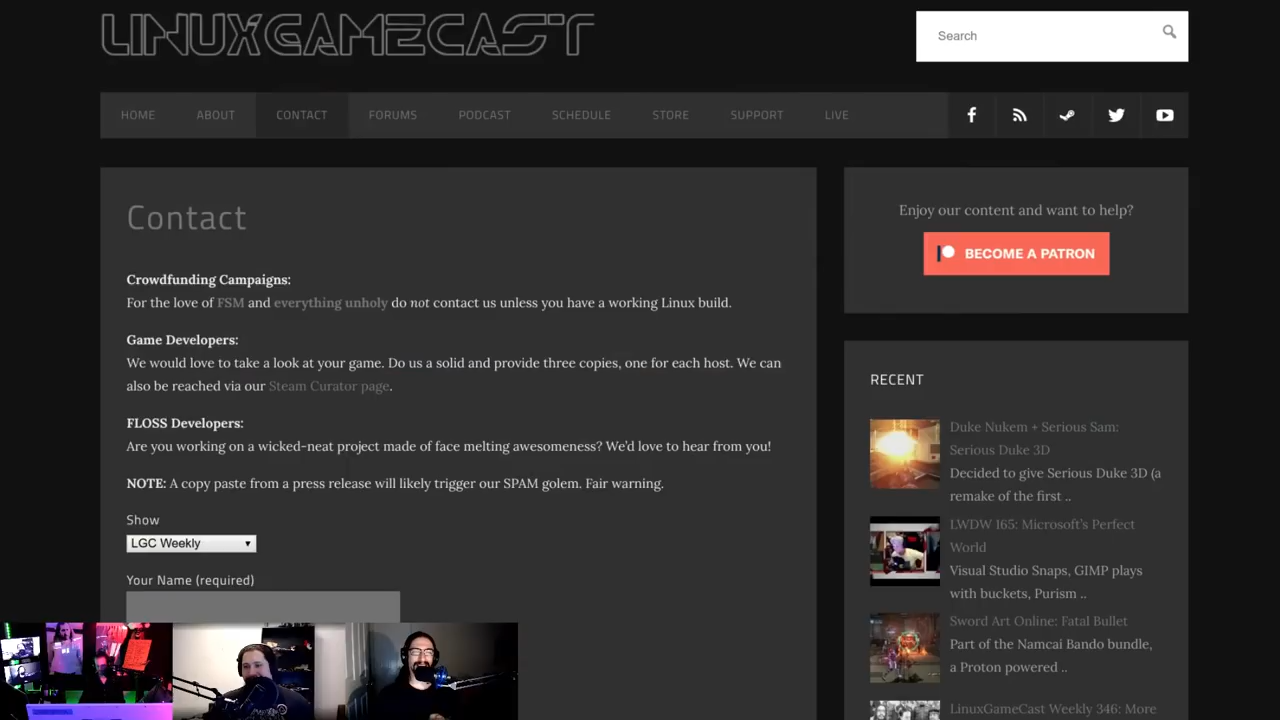 LINUXGAMECAST
Search
HOME
ABOUT
CONTACT
FORUMS
PODCAST
SCHEDULE
STORE
SUPPORT
LIVE
Contact
Crowdfunding Campaigns:
For the love of FSM and everything unholy do not contact us unless you have a working Linux build.
Game Developers:
We would love to take a look at your game. Do us a solid and provide three copies, one for each host. We can
also be reached via our Steam Curator page.
FLOSS Developers:
Are you working on a wicked-neat project made of face melting awesomeness? We'd love to hear from you!
NOTE: A copy paste from a press release will likely trigger our SPAM golem. Fair warning.
Show
LGC Weekly
Your Name (required)
Enjoy our content and want to help?
BECOME A PATRON
RECENT
Duke Nukem + Serious Sam:
Serious Duke 3D
Decided to give Serious Duke 3D (a
remake of the first ..
LWDW 165: Microsoft's Perfect
World
Visual Studio Snaps, GIMP plays
with buckets, Purism ..
Sword Art Online: Fatal Bullet
Part of the Namcai Bando bundle,
a Proton powered ..
LinuxGameCast Weekly 346: More